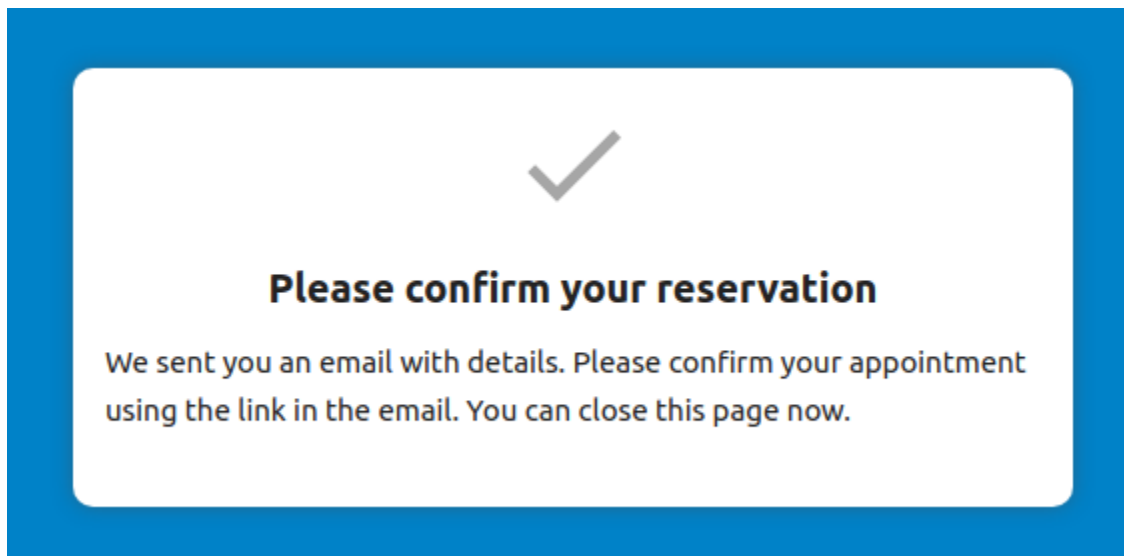 Please confirm your reservation
We sent you an email with details. Please confirm your appointment
using the link in the email. You can close this page now.